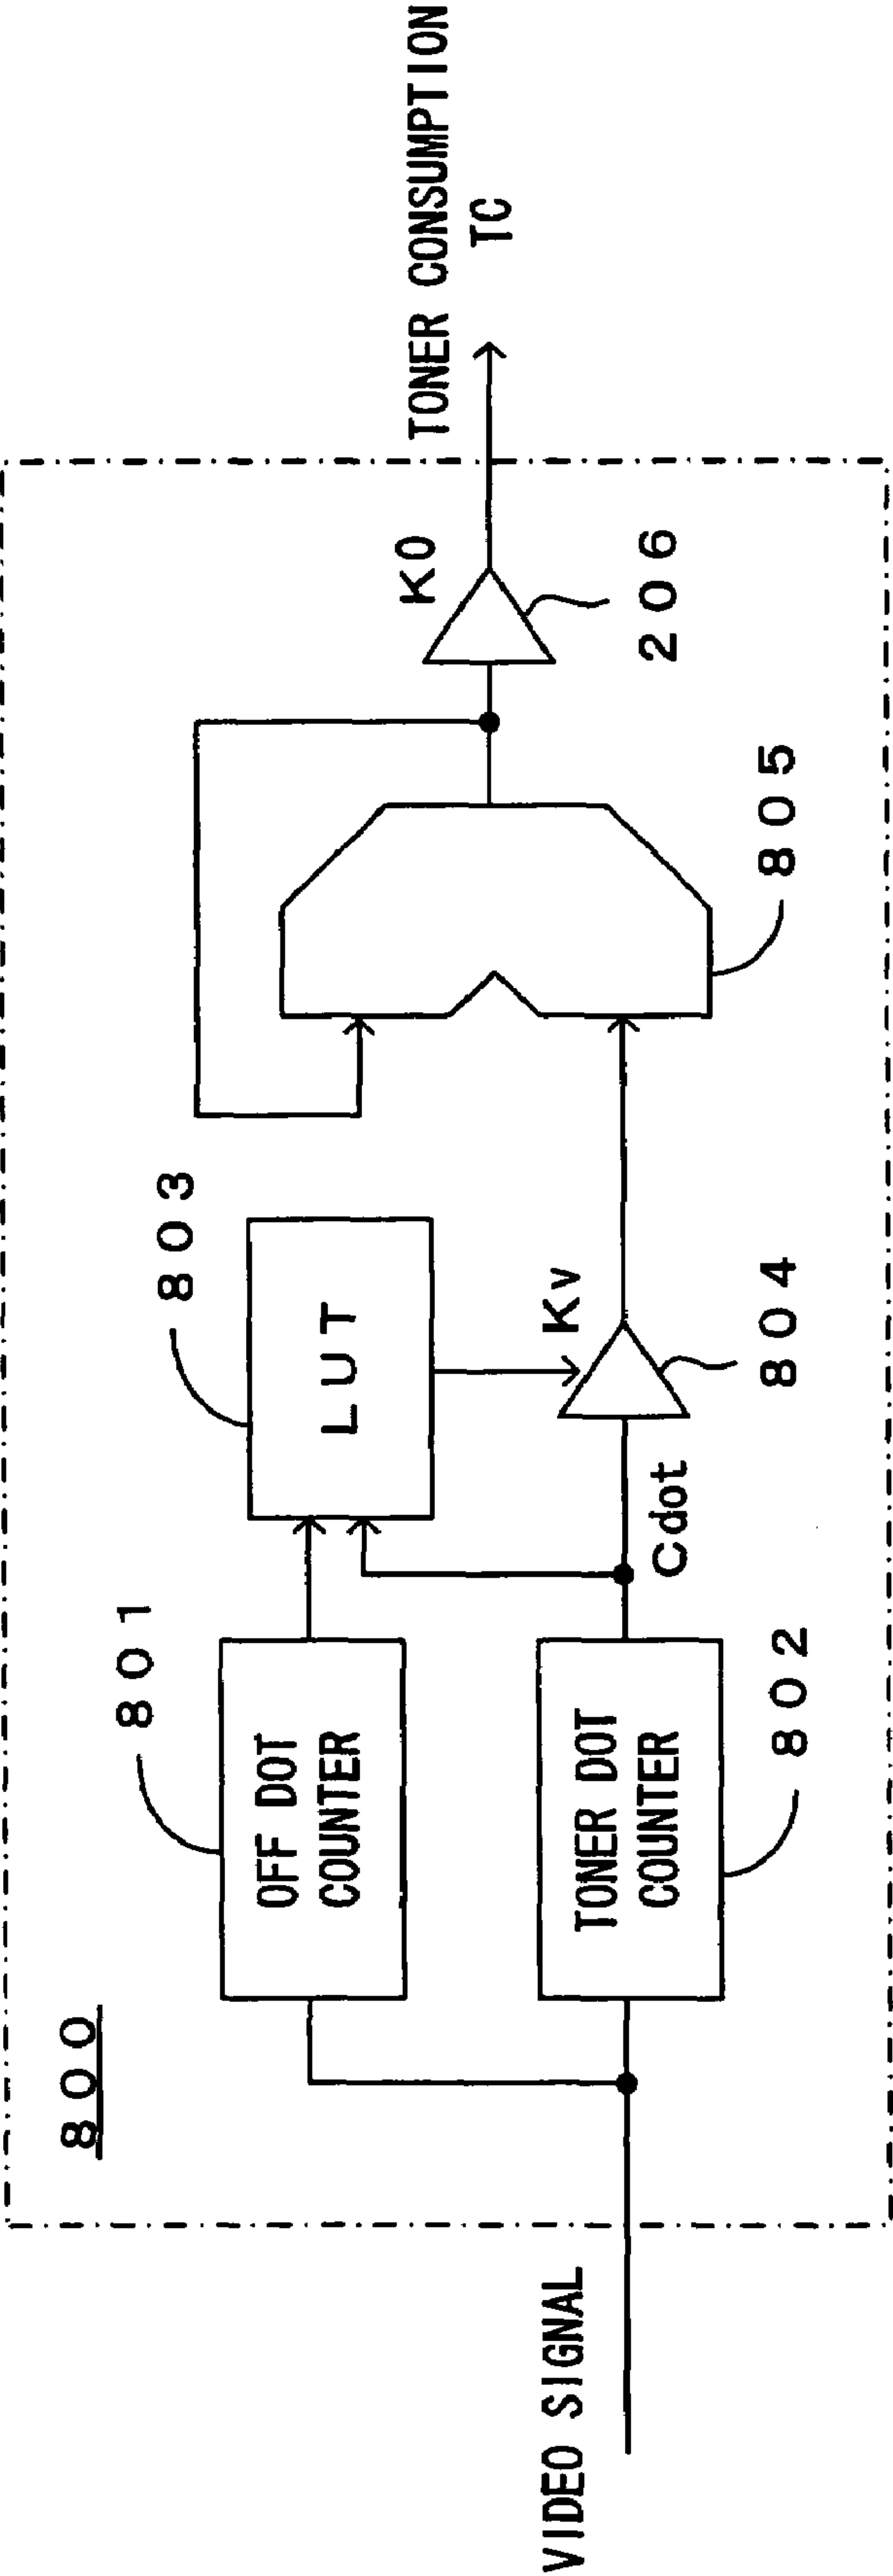 800
VIDEO SIGNAL
OFF DOT
COUNTER
801
TONER DOT
COUNTER
802
Cdot
LUT
803
Kv
804
805
K0
206
TONER CONSUMPTION
TC